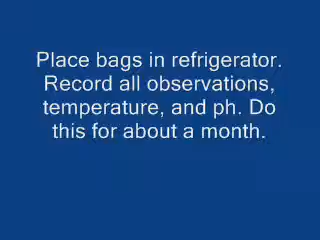 Place bags in refrigerator.
Record all observations,
temperature, and ph. Do
this for about a month.